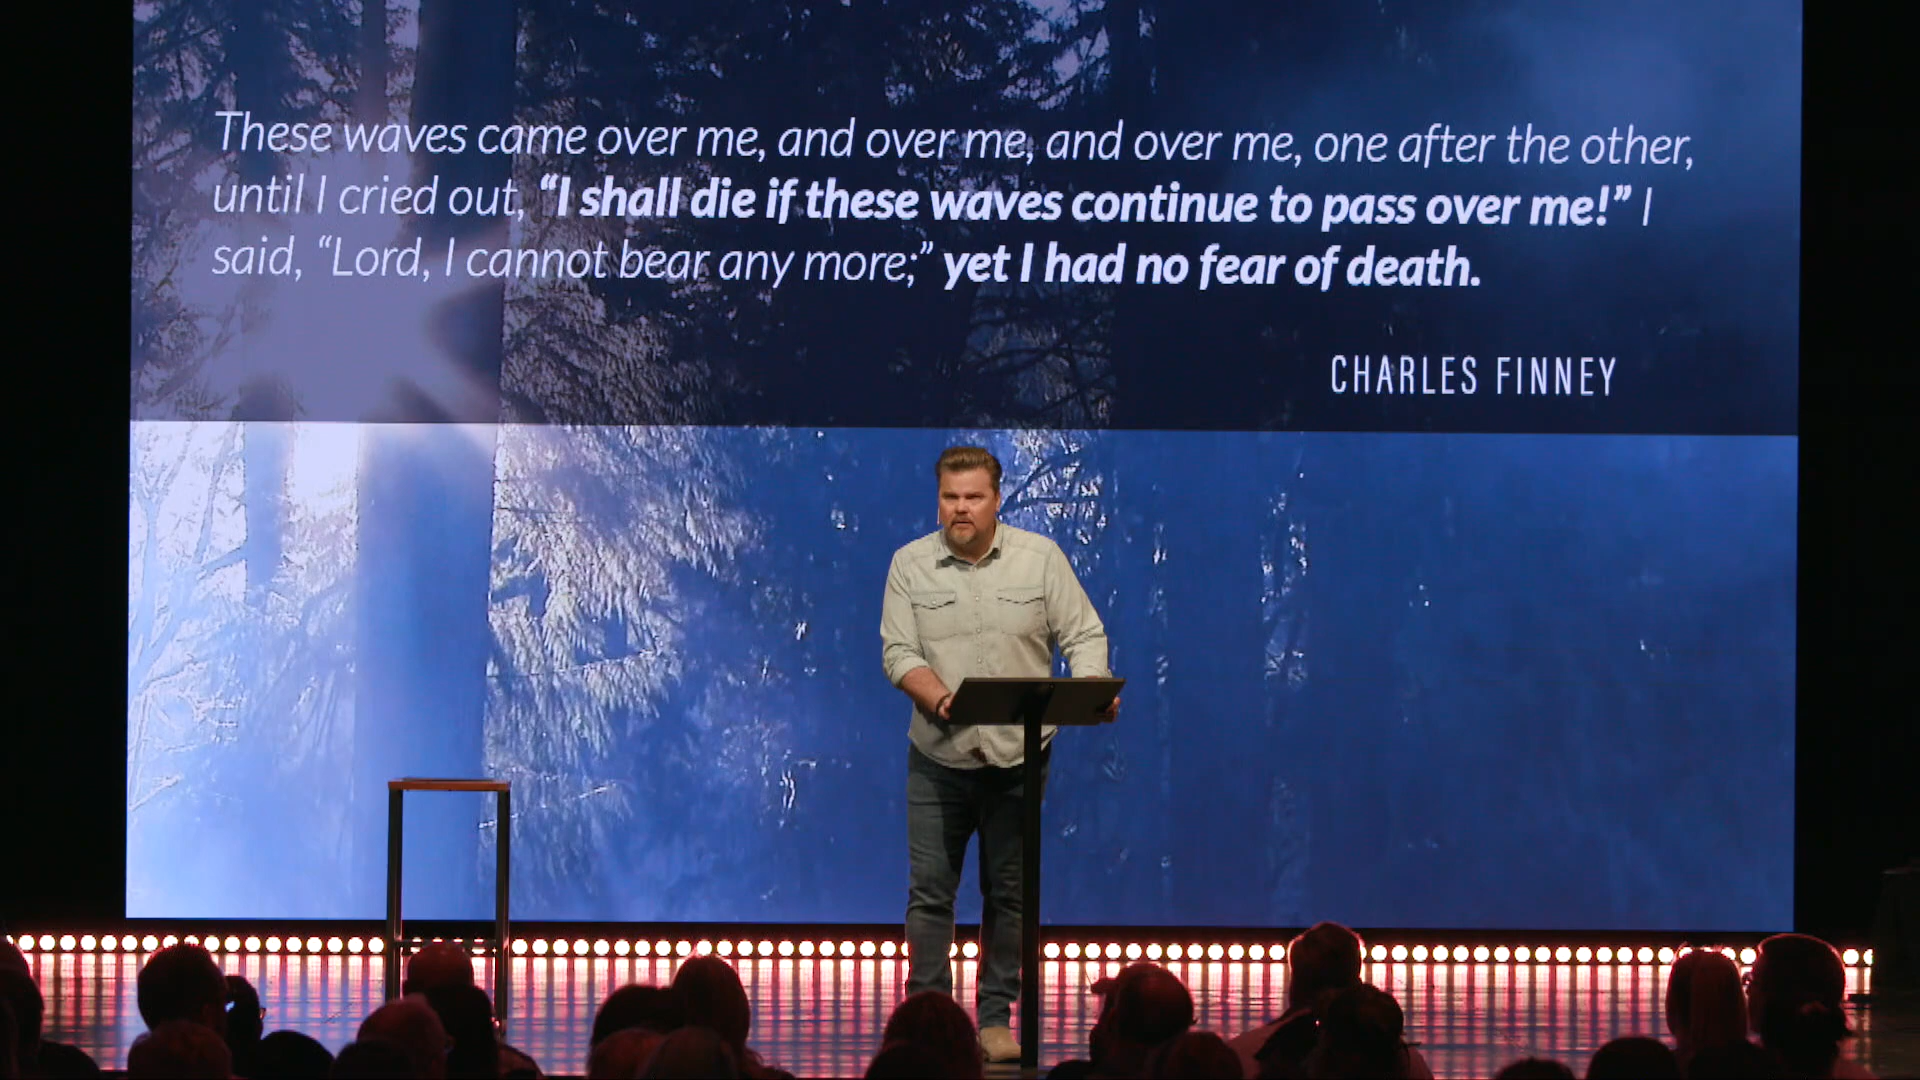 These waves came over me, and over me, and over me, one after the other,
until I cried out, “I shall die if these waves continue to pass over me!” I
said, “Lord, I cannot bear any more;” yet I had no fear of death.
CHARLES FINNEY